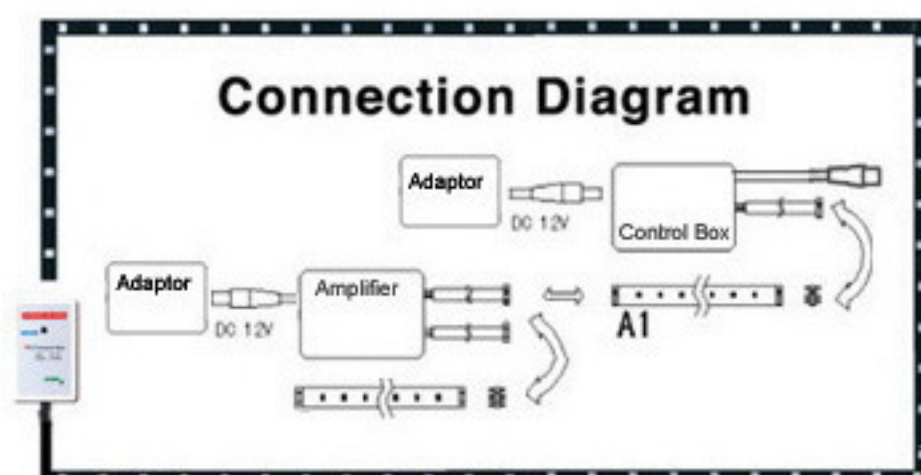 Connection Diagram
Adaptor
DC 12V
Control Box
Adaptor
DC 12V
Amplifier
A1